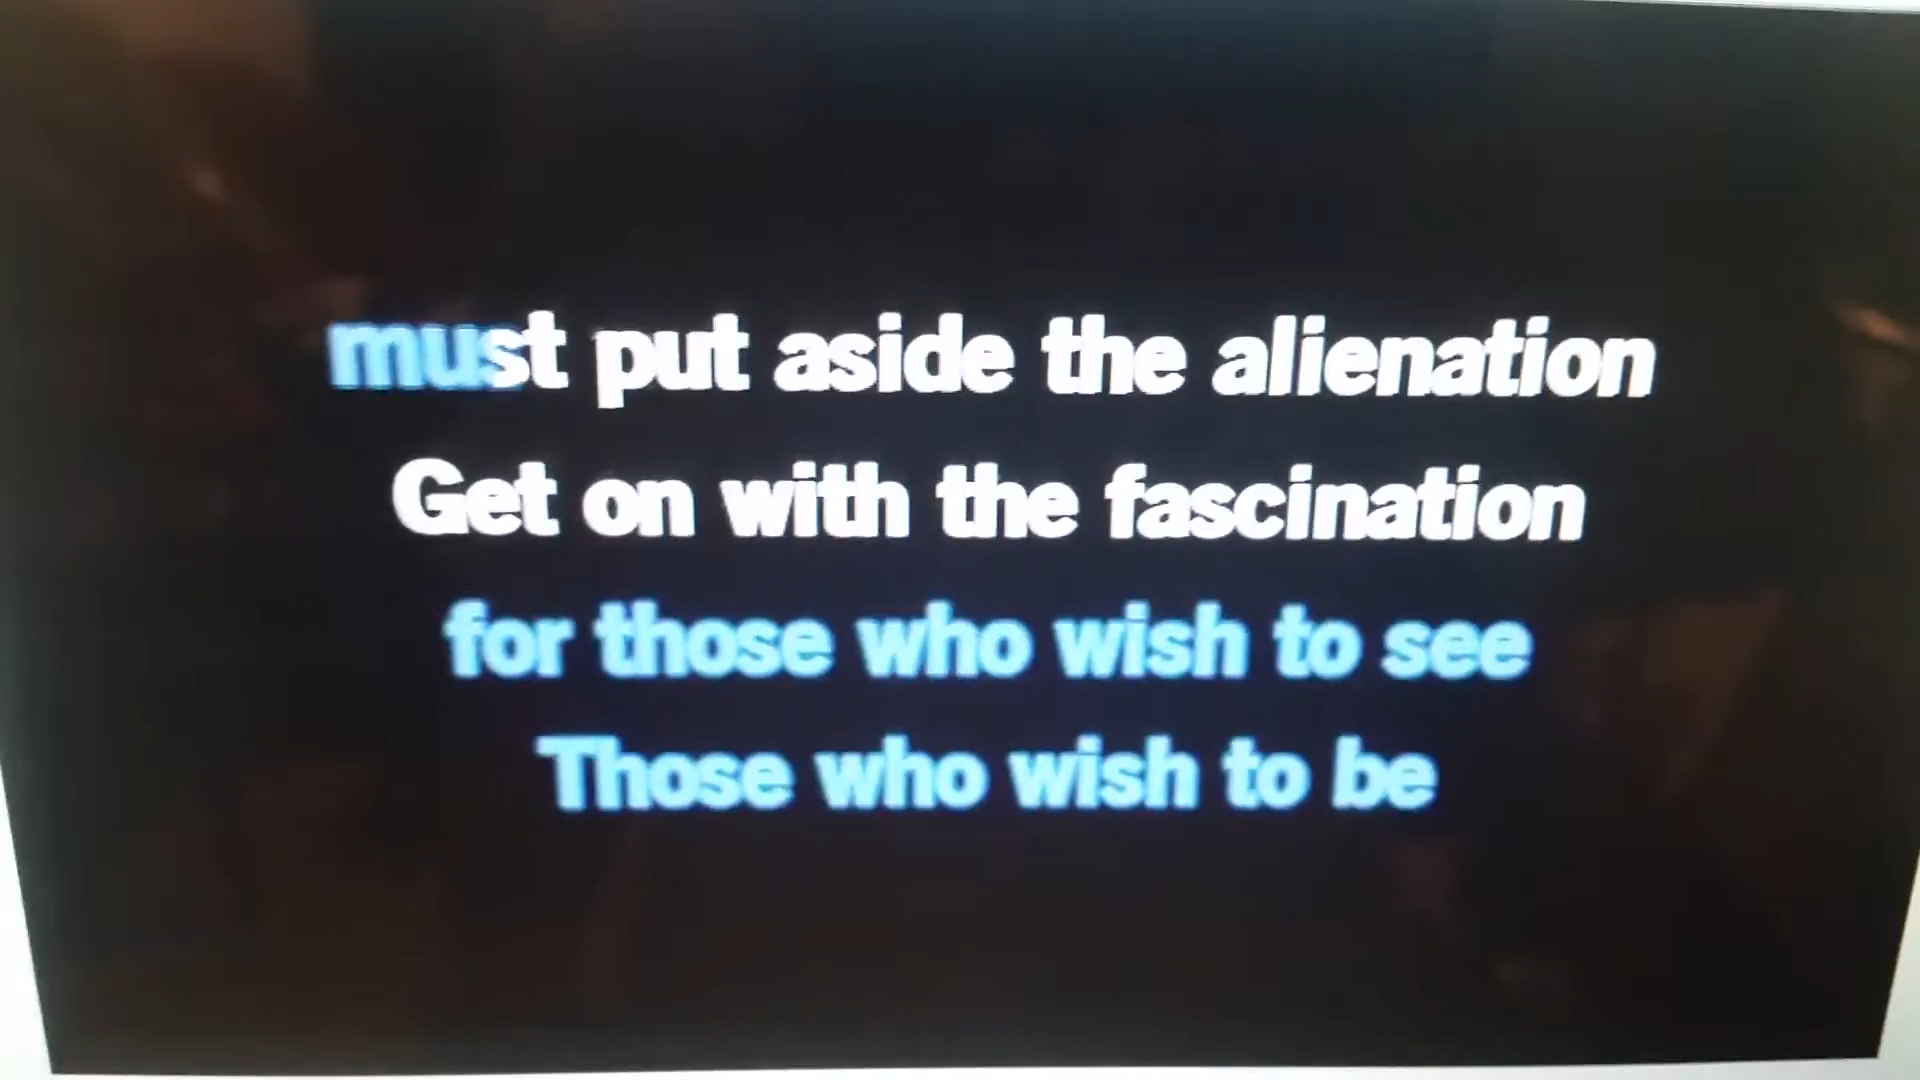 must put aside the alienation
Get on with the fascination
for those who wish to see
Those who wish to be